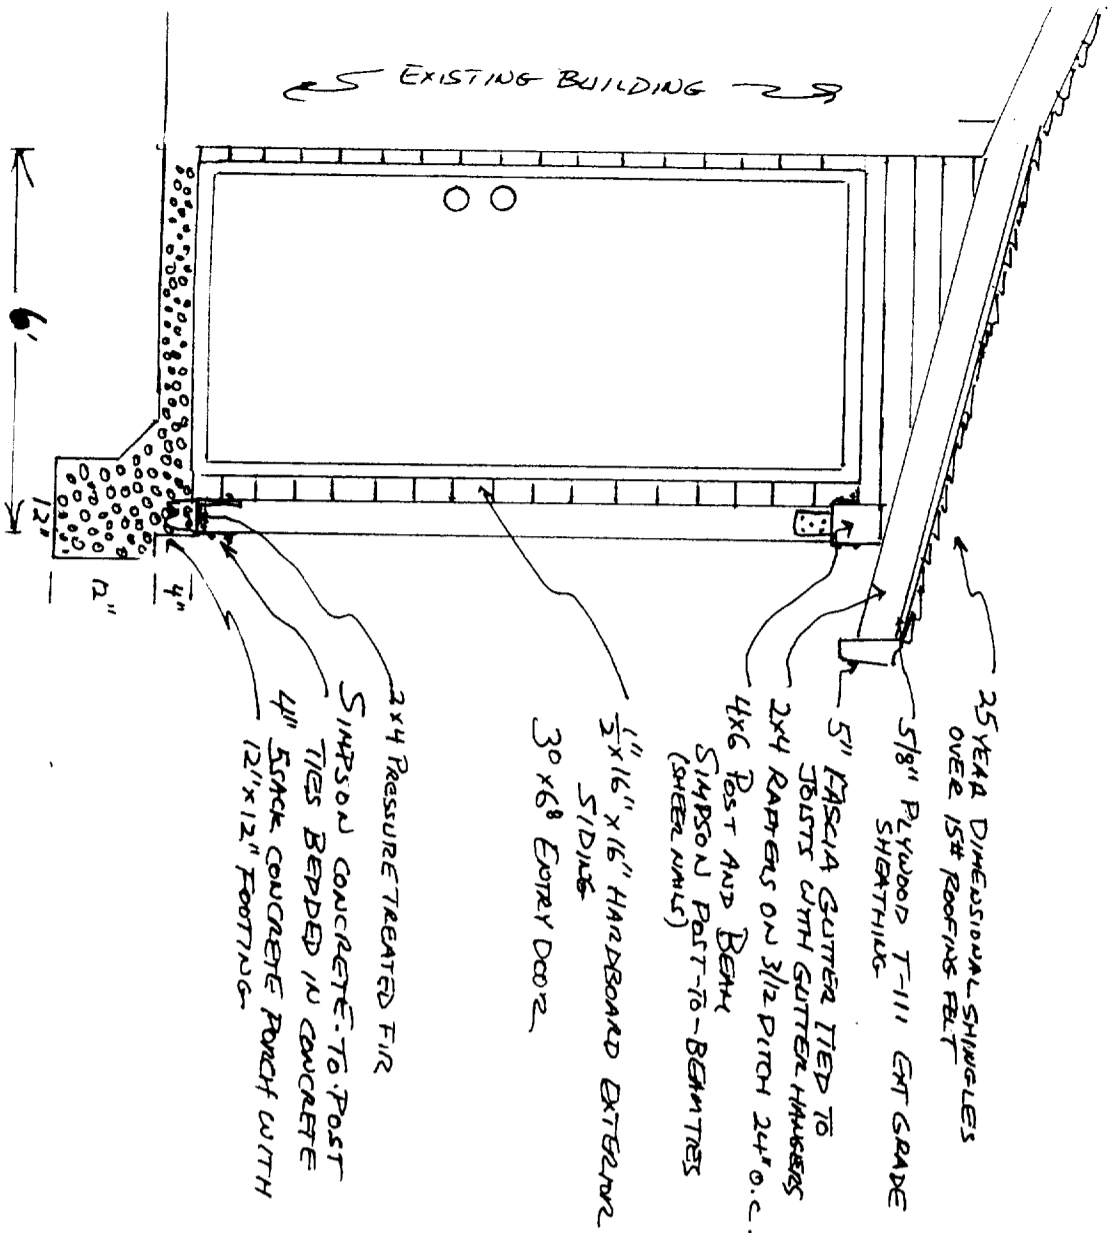 EXISTING BUILDING
25 YEAR DIMENSIONAL SHINGLES
OVER 15# ROOFING FELT
5/8" PLYWOOD T-111 EXT GRADE
SHEATHING
5" FASCIA GUTTER TIED TO
JOISTS WITH GUTTER HANGERS
2x4 RAFTERS ON 3/12 PITCH 24" O.C.
4x6 POST AND BEAM
SIMPSON POST-TO-BEAM TIES
(SHEER NAILS)
1/2" x 16" x 16' HARDBOARD EXTERIOR
SIDING
3⁰ x 6⁸ ENTRY DOOR
2x4 PRESSURE TREATED FIR
SIMPSON CONCRETE-TO-POST
TIES BEDDED IN CONCRETE
4" 5 SACK CONCRETE PORCH WITH
12" x 12" FOOTING
6'
12"
12"
4"